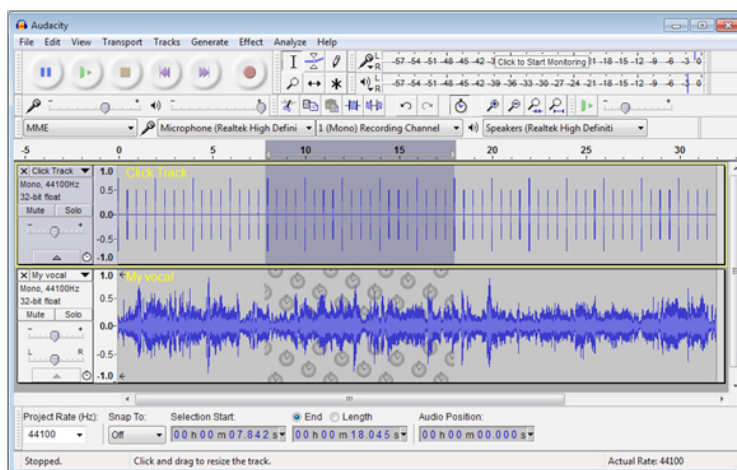 Audacity
File Edit View Transport Tracks Generate Effect Analyze Help
L
R
-57 -54 -51 -48 -45 -42 -3 Click to Start Monitoring 1 -18 -15 -12 -9 -6 -3 0
L
R
-57 -54 -51 -48 -45 -42 -39 -36 -33 -30 -27 -24 -21 -18 -15 -12 -9 -6 -3 0
MME Microphone (Realtek High Defini 1 (Mono) Recording Channel Speakers (Realtek High Definiti
-5 0 5 10 15 20 25 30
Click Track 1.0 Click Track
Mono, 44100Hz
32-bit float 0.5
Mute Solo
0.0
- +
-0.5
-1.0
My vocal 1.0 My vocal
Mono, 44100Hz
32-bit float 0.5
Mute Solo
- + 0.0
L R
-0.5
-1.0
Project Rate (Hz): Snap To: Selection Start: End Length Audio Position:
44100 Off 00 h 00 m 07.842 s 00 h 00 m 18.045 s 00 h 00 m 00.000 s
Stopped. Click and drag to resize the track. Actual Rate: 44100